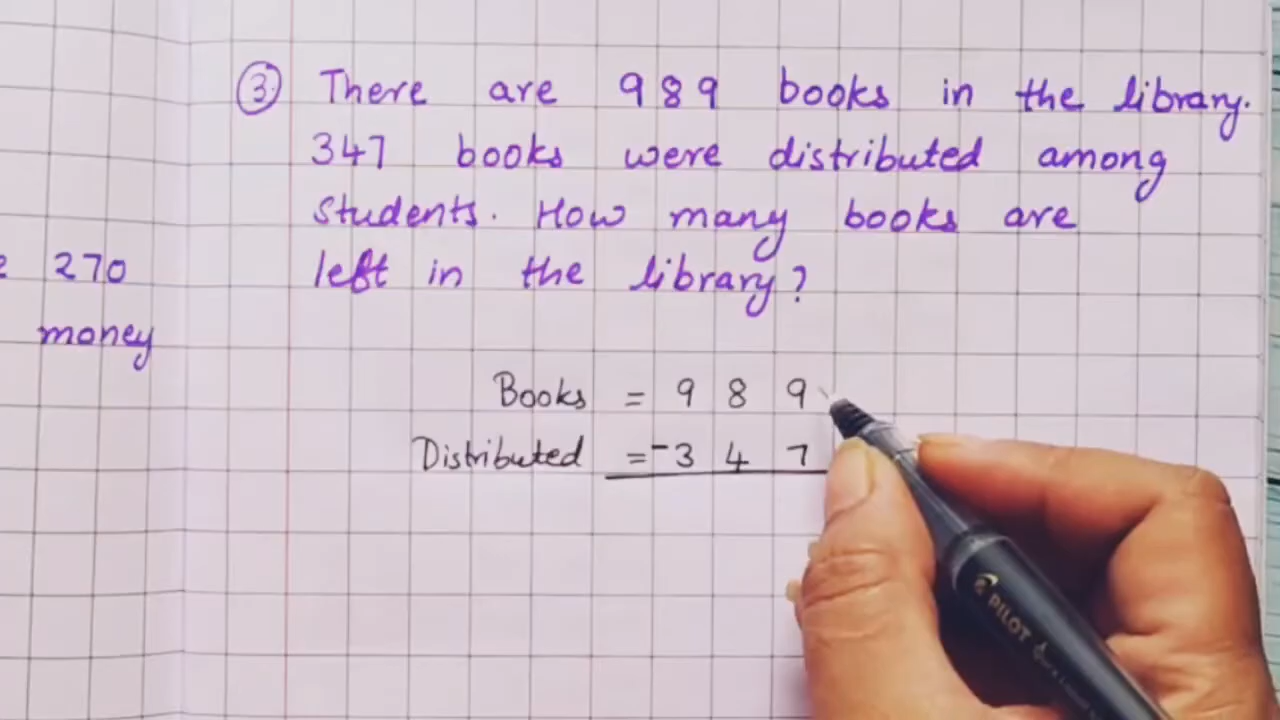 ③ There are 989 books in the library.
347 books were distributed among
students. How many books are
left in the library?
270
money
Books = 9 8 9
Distributed = -3 4 7
PILOT